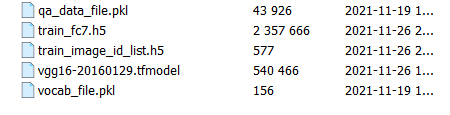 qa_data_file.pkl 43 926 2021-11-19 1...
train_fc7.h5 2 357 666 2021-11-26 2...
train_image_id_list.h5 577 2021-11-26 2...
vgg16-20160129.tfmodel 540 466 2021-11-26 1...
vocab_file.pkl 156 2021-11-19 1...